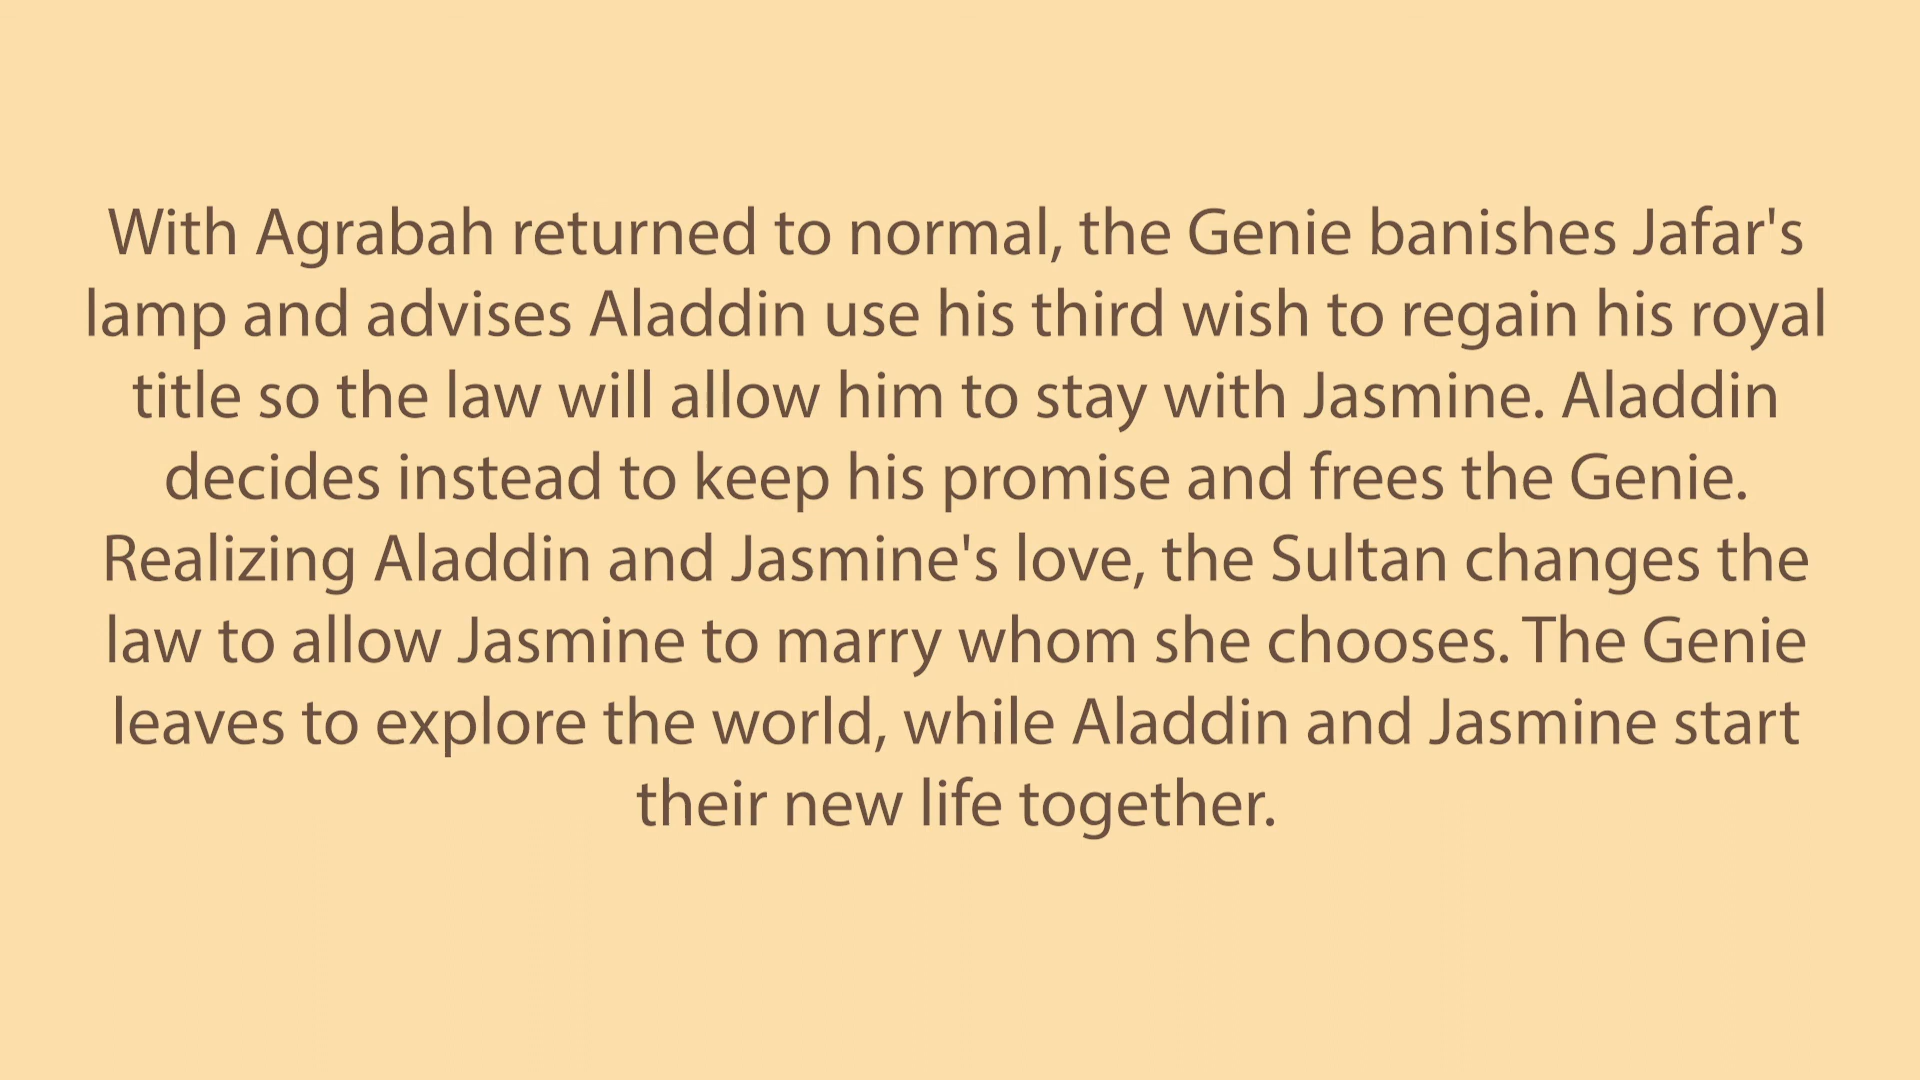 With Agrabah returned to normal, the Genie banishes Jafar's
lamp and advises Aladdin use his third wish to regain his royal
title so the law will allow him to stay with Jasmine. Aladdin
decides instead to keep his promise and frees the Genie.
Realizing Aladdin and Jasmine's love, the Sultan changes the
law to allow Jasmine to marry whom she chooses. The Genie
leaves to explore the world, while Aladdin and Jasmine start
their new life together.